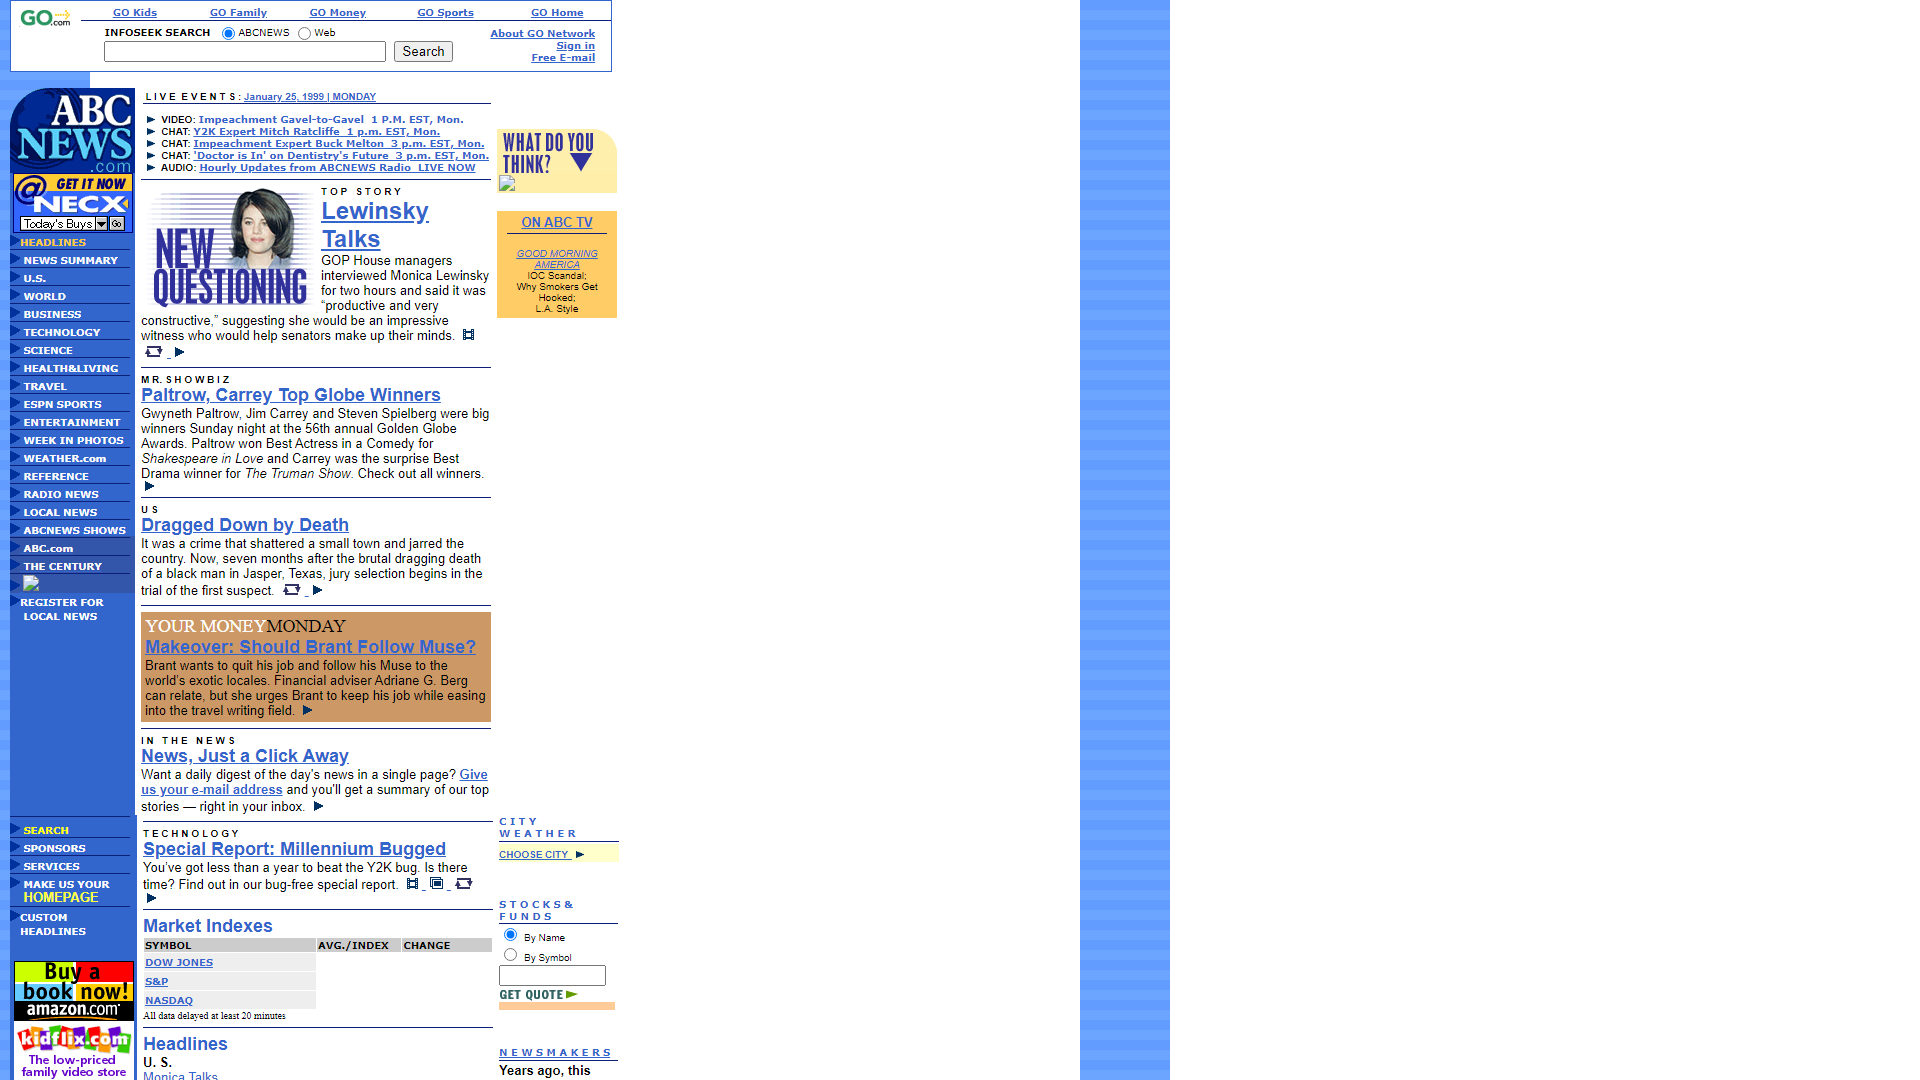 GO.com
GO Kids GO Family GO Money GO Sports GO Home
INFOSEEK SEARCH ABCNEWS Web
Search
About GO Network
Sign in
Free E-mail
ABC
NEWS
.com
@ GET IT NOW
NECX
Today's Buys Go
HEADLINES
NEWS SUMMARY
U.S.
WORLD
BUSINESS
TECHNOLOGY
SCIENCE
HEALTH&LIVING
TRAVEL
ESPN SPORTS
ENTERTAINMENT
WEEK IN PHOTOS
WEATHER.com
REFERENCE
RADIO NEWS
LOCAL NEWS
ABCNEWS SHOWS
ABC.com
THE CENTURY
REGISTER FOR
LOCAL NEWS
SEARCH
SPONSORS
SERVICES
MAKE US YOUR
HOMEPAGE
CUSTOM
HEADLINES
Buy a
book now!
amazon.com
kidflix.com
The low-priced
family video store
LIVE EVENTS: January 25, 1999 | MONDAY
VIDEO: Impeachment Gavel-to-Gavel 1 P.M. EST, Mon.
CHAT: Y2K Expert Mitch Ratcliffe 1 p.m. EST, Mon.
CHAT: Impeachment Expert Buck Melton 3 p.m. EST, Mon.
CHAT: 'Doctor is In' on Dentistry's Future 3 p.m. EST, Mon.
AUDIO: Hourly Updates from ABCNEWS Radio LIVE NOW
NEW
QUESTIONING
TOP STORY
Lewinsky
Talks
GOP House managers
interviewed Monica Lewinsky
for two hours and said it was
“productive and very
constructive,” suggesting she would be an impressive
witness who would help senators make up their minds.
MR. SHOWBIZ
Paltrow, Carrey Top Globe Winners
Gwyneth Paltrow, Jim Carrey and Steven Spielberg were big
winners Sunday night at the 56th annual Golden Globe
Awards. Paltrow won Best Actress in a Comedy for
Shakespeare in Love and Carrey was the surprise Best
Drama winner for The Truman Show. Check out all winners.
US
Dragged Down by Death
It was a crime that shattered a small town and jarred the
country. Now, seven months after the brutal dragging death
of a black man in Jasper, Texas, jury selection begins in the
trial of the first suspect.
YOUR MONEYMONDAY
Makeover: Should Brant Follow Muse?
Brant wants to quit his job and follow his Muse to the
world's exotic locales. Financial adviser Adriane G. Berg
can relate, but she urges Brant to keep his job while easing
into the travel writing field.
IN THE NEWS
News, Just a Click Away
Want a daily digest of the day's news in a single page? Give
us your e-mail address and you'll get a summary of our top
stories — right in your inbox.
TECHNOLOGY
Special Report: Millennium Bugged
You’ve got less than a year to beat the Y2K bug. Is there
time? Find out in our bug-free special report.
Market Indexes
SYMBOL AVG./INDEX CHANGE
DOW JONES
S&P
NASDAQ
All data delayed at least 20 minutes
Headlines
U. S.
Monica Talks
WHAT DO YOU
THINK?
ON ABC TV
GOOD MORNING
AMERICA
IOC Scandal;
Why Smokers Get
Hooked;
L.A. Style
CITY
WEATHER
CHOOSE CITY
STOCKS&
FUNDS
By Name
By Symbol
GET QUOTE
NEWSMAKERS
Years ago, this